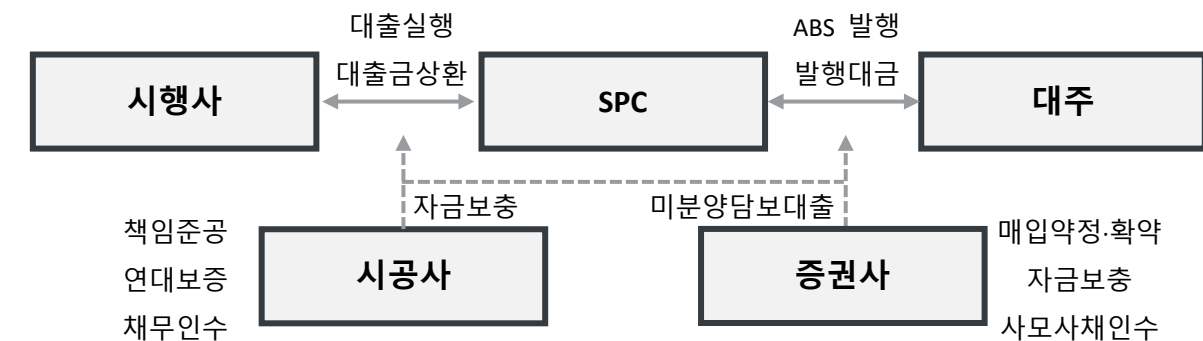 대출실행
대출금상환
ABS 발행
발행대금
시행사
SPC
대주
자금보충
미분양담보대출
책임준공
연대보증
채무인수
시공사
증권사
매입약정·확약
자금보충
사모사채인수